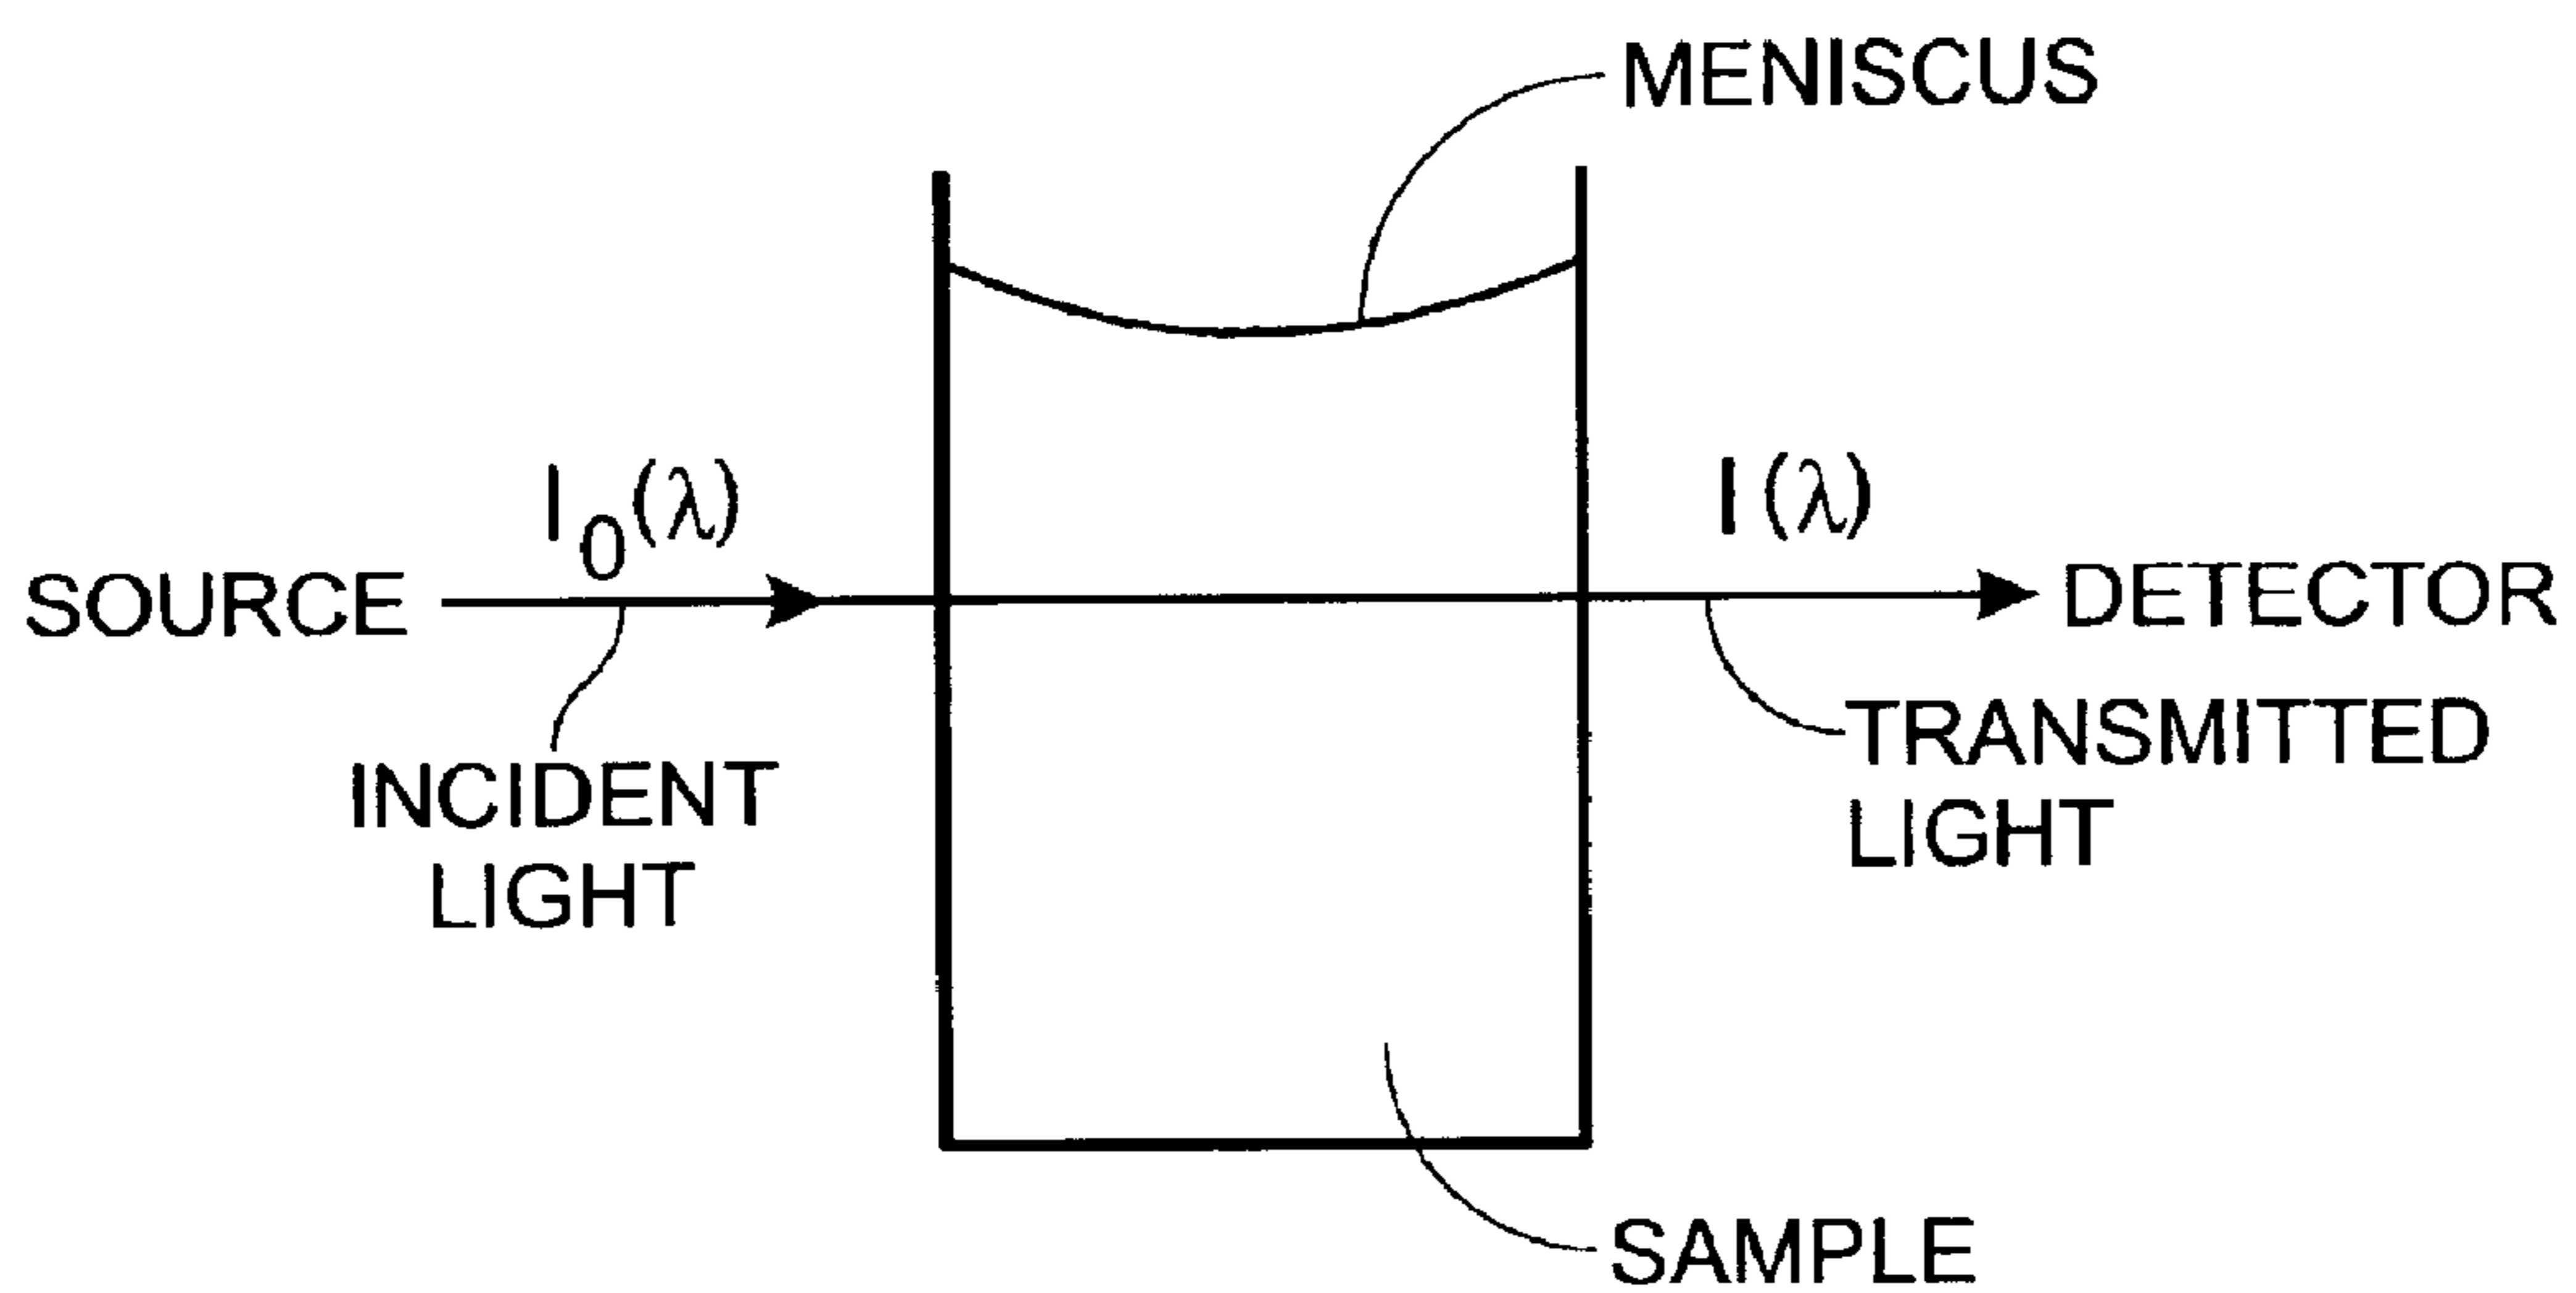 MENISCUS
I₀(λ)
I(λ)
SOURCE
DETECTOR
INCIDENT
LIGHT
TRANSMITTED
LIGHT
SAMPLE